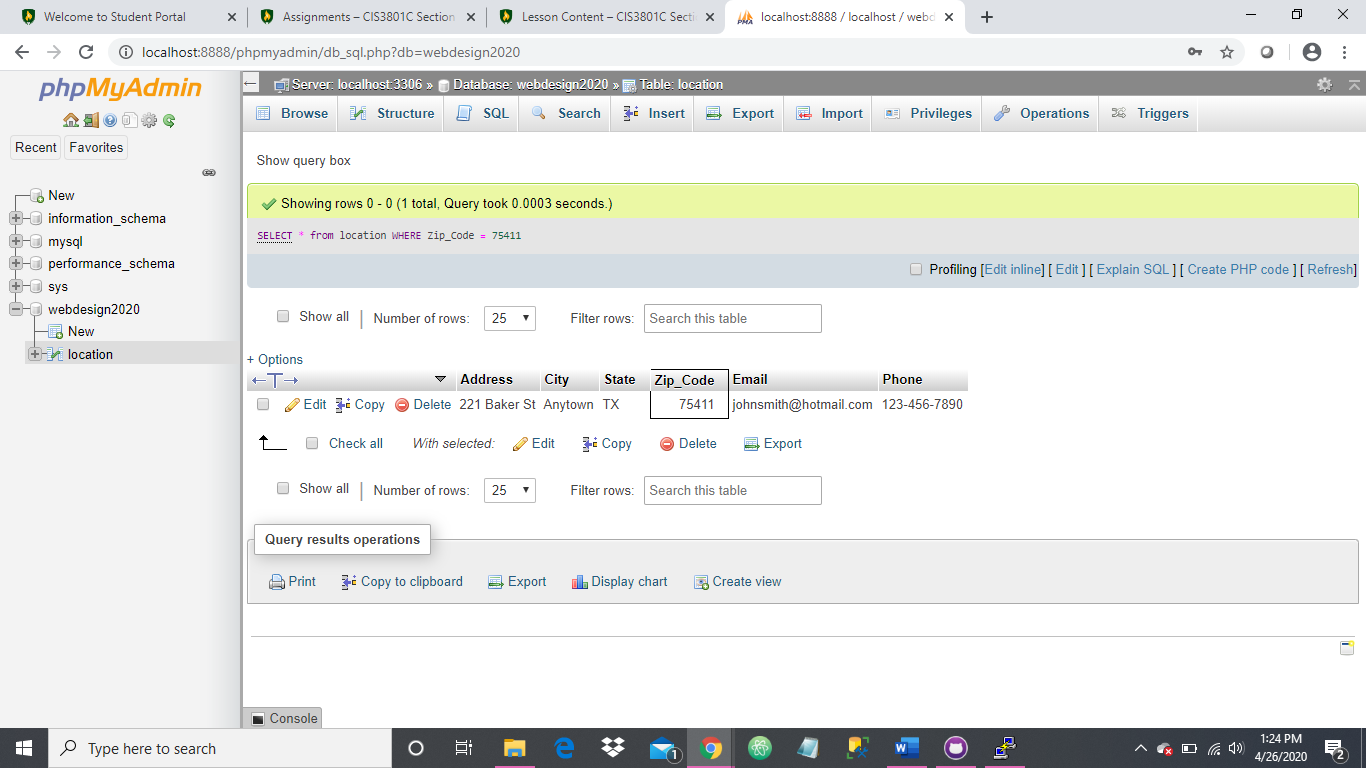 Welcome to Student Portal
Assignments – CIS3801C Section
Lesson Content – CIS3801C Secti
localhost:8888 / localhost / webd
localhost:8888/phpmyadmin/db_sql.php?db=webdesign2020
phpMyAdmin
Recent Favorites
New
information_schema
mysql
performance_schema
sys
webdesign2020
New
location
Server: localhost:3306 » Database: webdesign2020 » Table: location
Browse Structure SQL Search Insert Export Import Privileges Operations Triggers
Show query box
Showing rows 0 - 0 (1 total, Query took 0.0003 seconds.)
SELECT * from location WHERE Zip_Code = 75411
Profiling [Edit inline] [ Edit ] [ Explain SQL ] [ Create PHP code ] [ Refresh]
Show all | Number of rows: 25 Filter rows: Search this table
+ Options
←T→ Address City State Zip_Code Email Phone
Edit Copy Delete 221 Baker St Anytown TX 75411 johnsmith@hotmail.com 123-456-7890
Check all With selected: Edit Copy Delete Export
Show all | Number of rows: 25 Filter rows: Search this table
Query results operations
Print Copy to clipboard Export Display chart Create view
Console
Type here to search
1
1:24 PM
4/26/2020
2